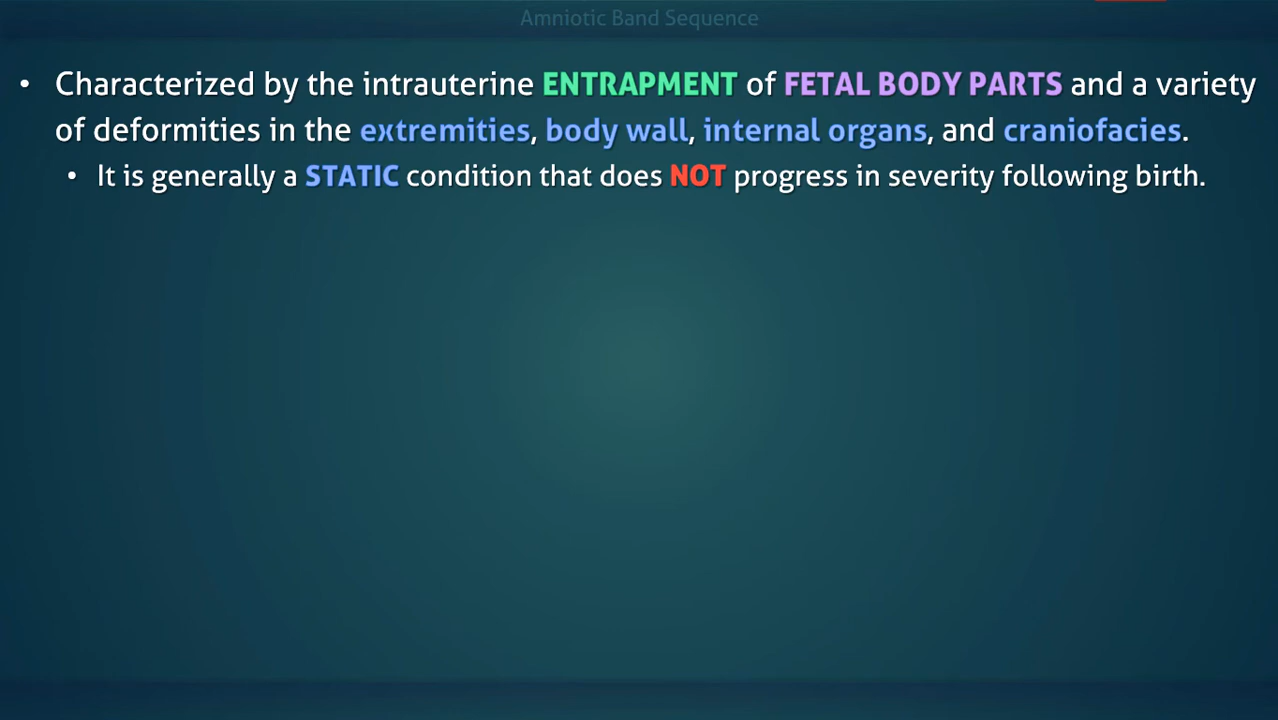 Amniotic Band Sequence
• Characterized by the intrauterine ENTRAPMENT of FETAL BODY PARTS and a variety
of deformities in the extremities, body wall, internal organs, and craniofacies.
• It is generally a STATIC condition that does NOT progress in severity following birth.